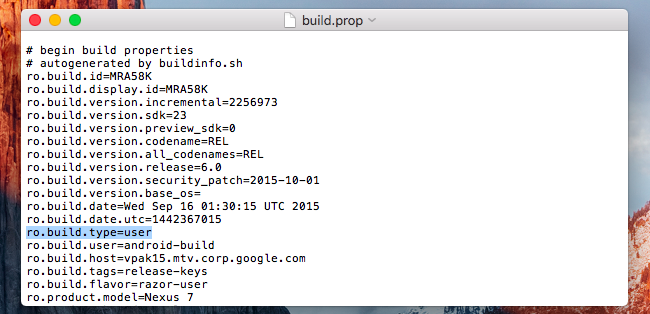 build.prop
# begin build properties
# autogenerated by buildinfo.sh
ro.build.id=MRA58K
ro.build.display.id=MRA58K
ro.build.version.incremental=2256973
ro.build.version.sdk=23
ro.build.version.preview_sdk=0
ro.build.version.codename=REL
ro.build.version.all_codenames=REL
ro.build.version.release=6.0
ro.build.version.security_patch=2015-10-01
ro.build.version.base_os=
ro.build.date=Wed Sep 16 01:30:15 UTC 2015
ro.build.date.utc=1442367015
ro.build.type=user
ro.build.user=android-build
ro.build.host=vpak15.mtv.corp.google.com
ro.build.tags=release-keys
ro.build.flavor=razor-user
ro.product.model=Nexus 7